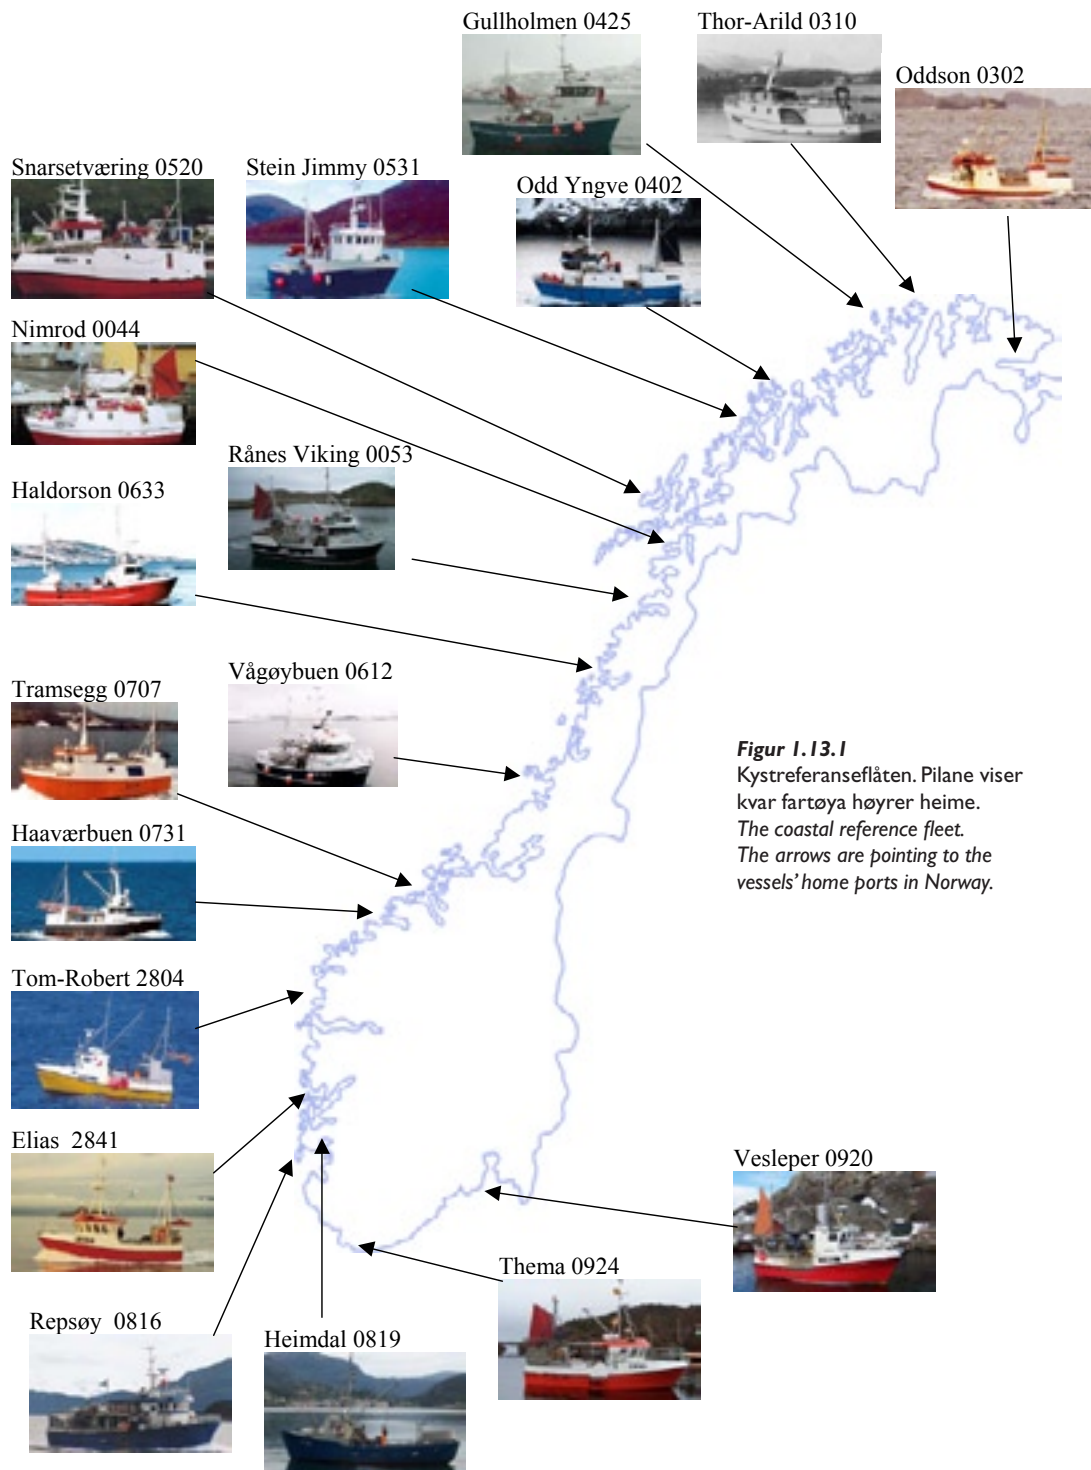 Gullholmen 0425
Thor-Arild 0310
Oddson 0302
Snarsetværing 0520
Stein Jimmy 0531
Odd Yngve 0402
Nimrod 0044
Rånes Viking 0053
Haldorson 0633
Tramsegg 0707
Vågøybuen 0612
Figur 1.13.1
Kystreferanseflåten. Pilane viser
kvar fartøya høyrer heime.
The coastal reference fleet.
The arrows are pointing to the
vessels' home ports in Norway.
Haaværbuen 0731
Tom-Robert 2804
Elias 2841
Vesleper 0920
Thema 0924
Repsøy 0816
Heimdal 0819